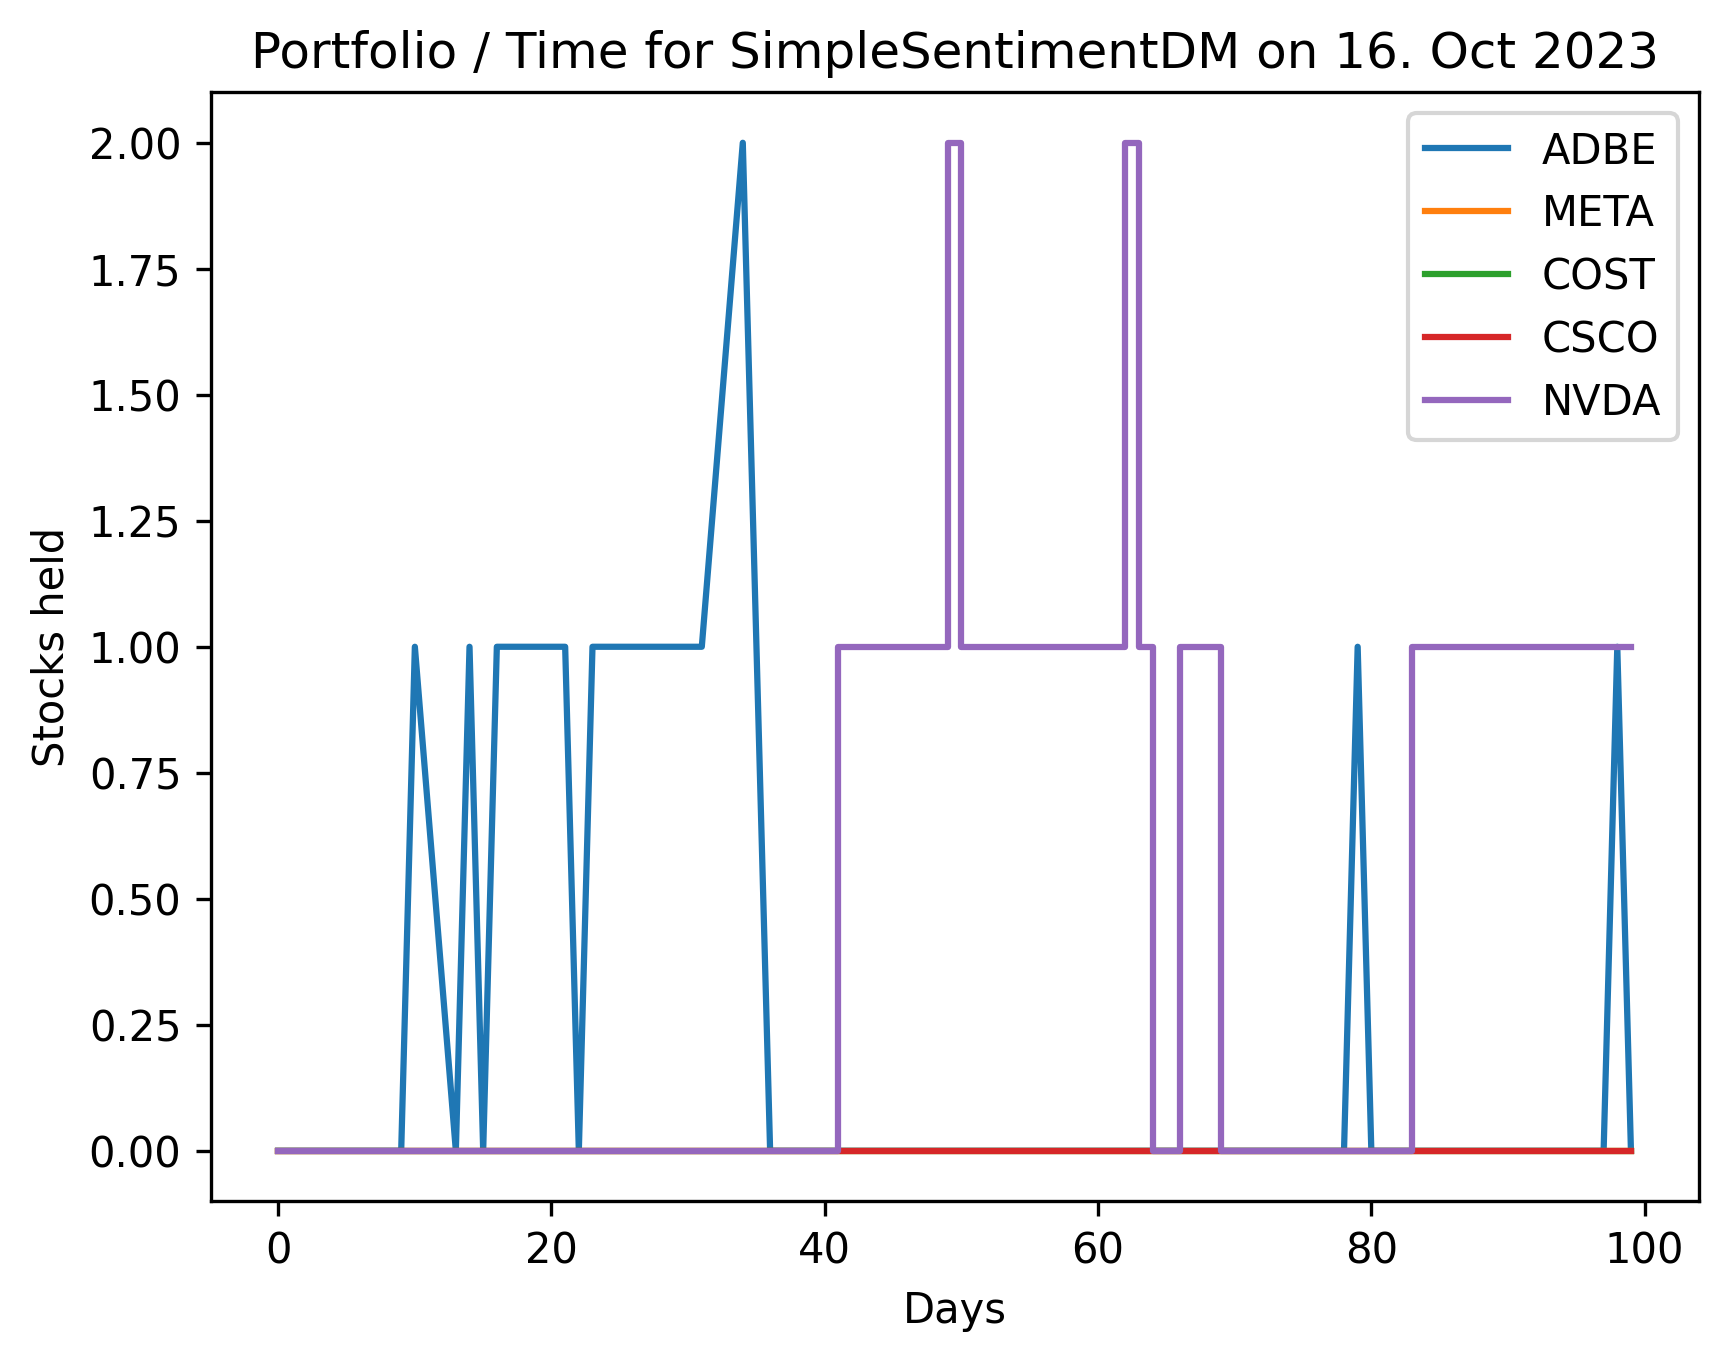 Portfolio / Time for SimpleSentimentDM on 16. Oct 2023
2.00
1.75
1.50
1.25
1.00
0.75
0.50
0.25
0.00
Stocks held
ADBE
META
COST
CSCO
NVDA
0 20 40 60 80 100
Days